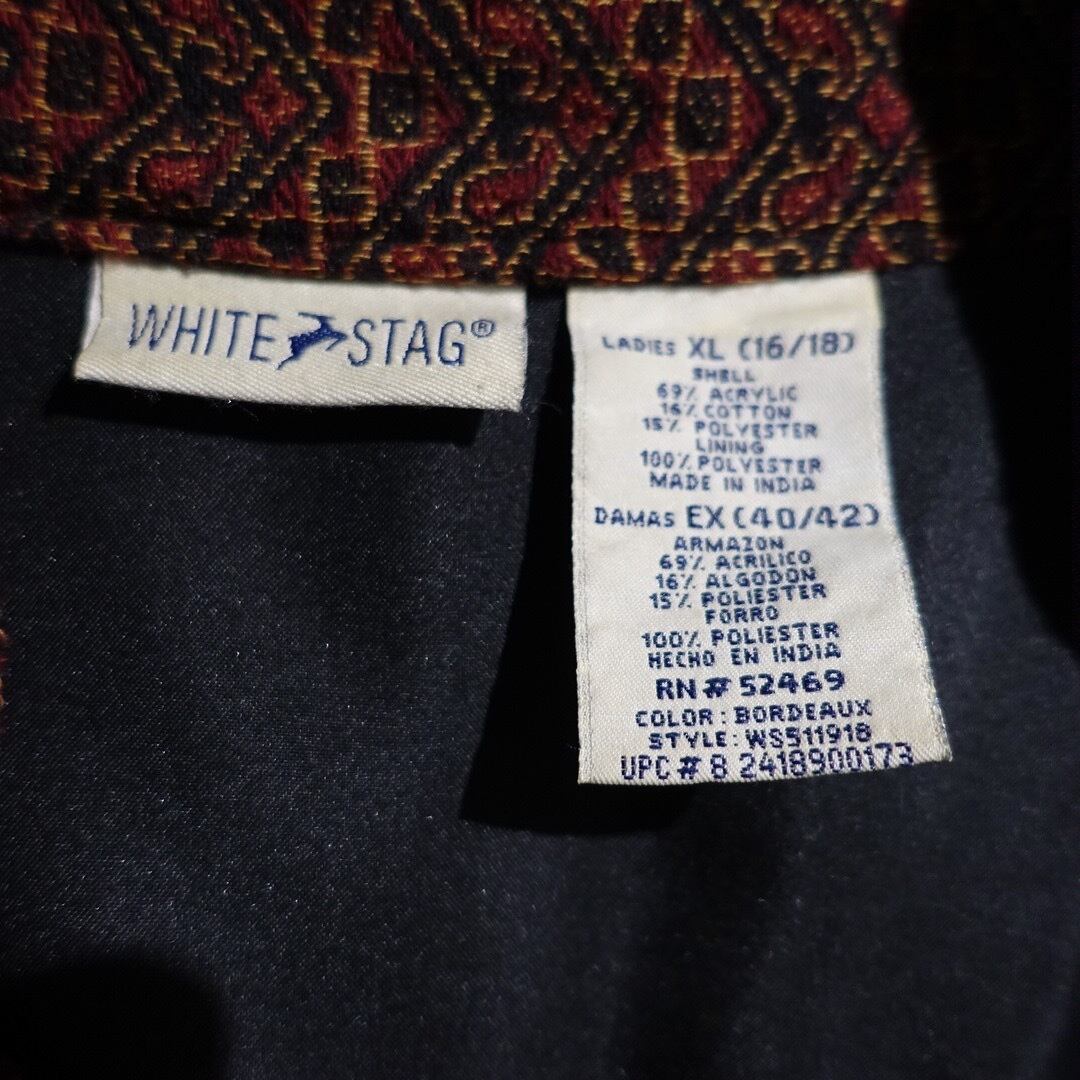 WHITE STAG®
LADIES XL (16/18)
SHELL
69% ACRYLIC
16% COTTON
15% POLYESTER
LINING
100% POLYESTER
MADE IN INDIA
DAMAS EX (40/42)
ARMAZON
69% ACRILICO
16% ALGODON
15% POLIESTER
FORRO
100% POLIESTER
HECHO EN INDIA
RN # 52469
COLOR: BORDEAUX
STYLE: WS511918
UPC # 8 2418900173